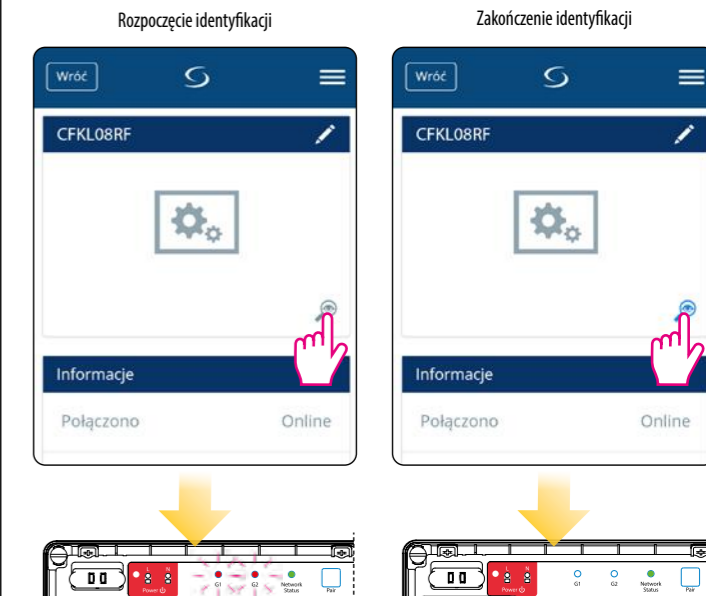 Rozpoczęcie identyfikacji
Wróć
CFKL08RF
Informacje
Połączono Online
L N
Power
G1 G2 Network Status Pair
Zakończenie identyfikacji
Wróć
CFKL08RF
Informacje
Połączono Online
L N
Power
G1 G2 Network Status Pair